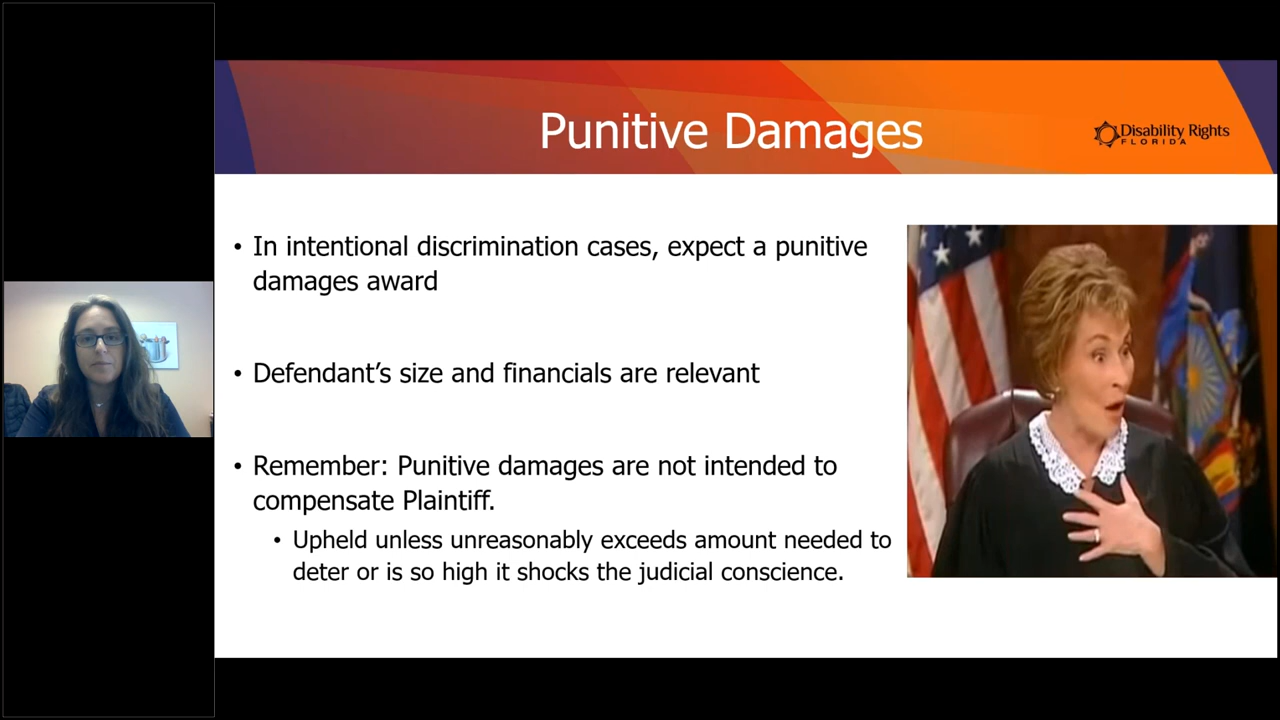 Punitive Damages
Disability Rights
FLORIDA
• In intentional discrimination cases, expect a punitive
damages award
• Defendant’s size and financials are relevant
• Remember: Punitive damages are not intended to
compensate Plaintiff.
• Upheld unless unreasonably exceeds amount needed to
deter or is so high it shocks the judicial conscience.